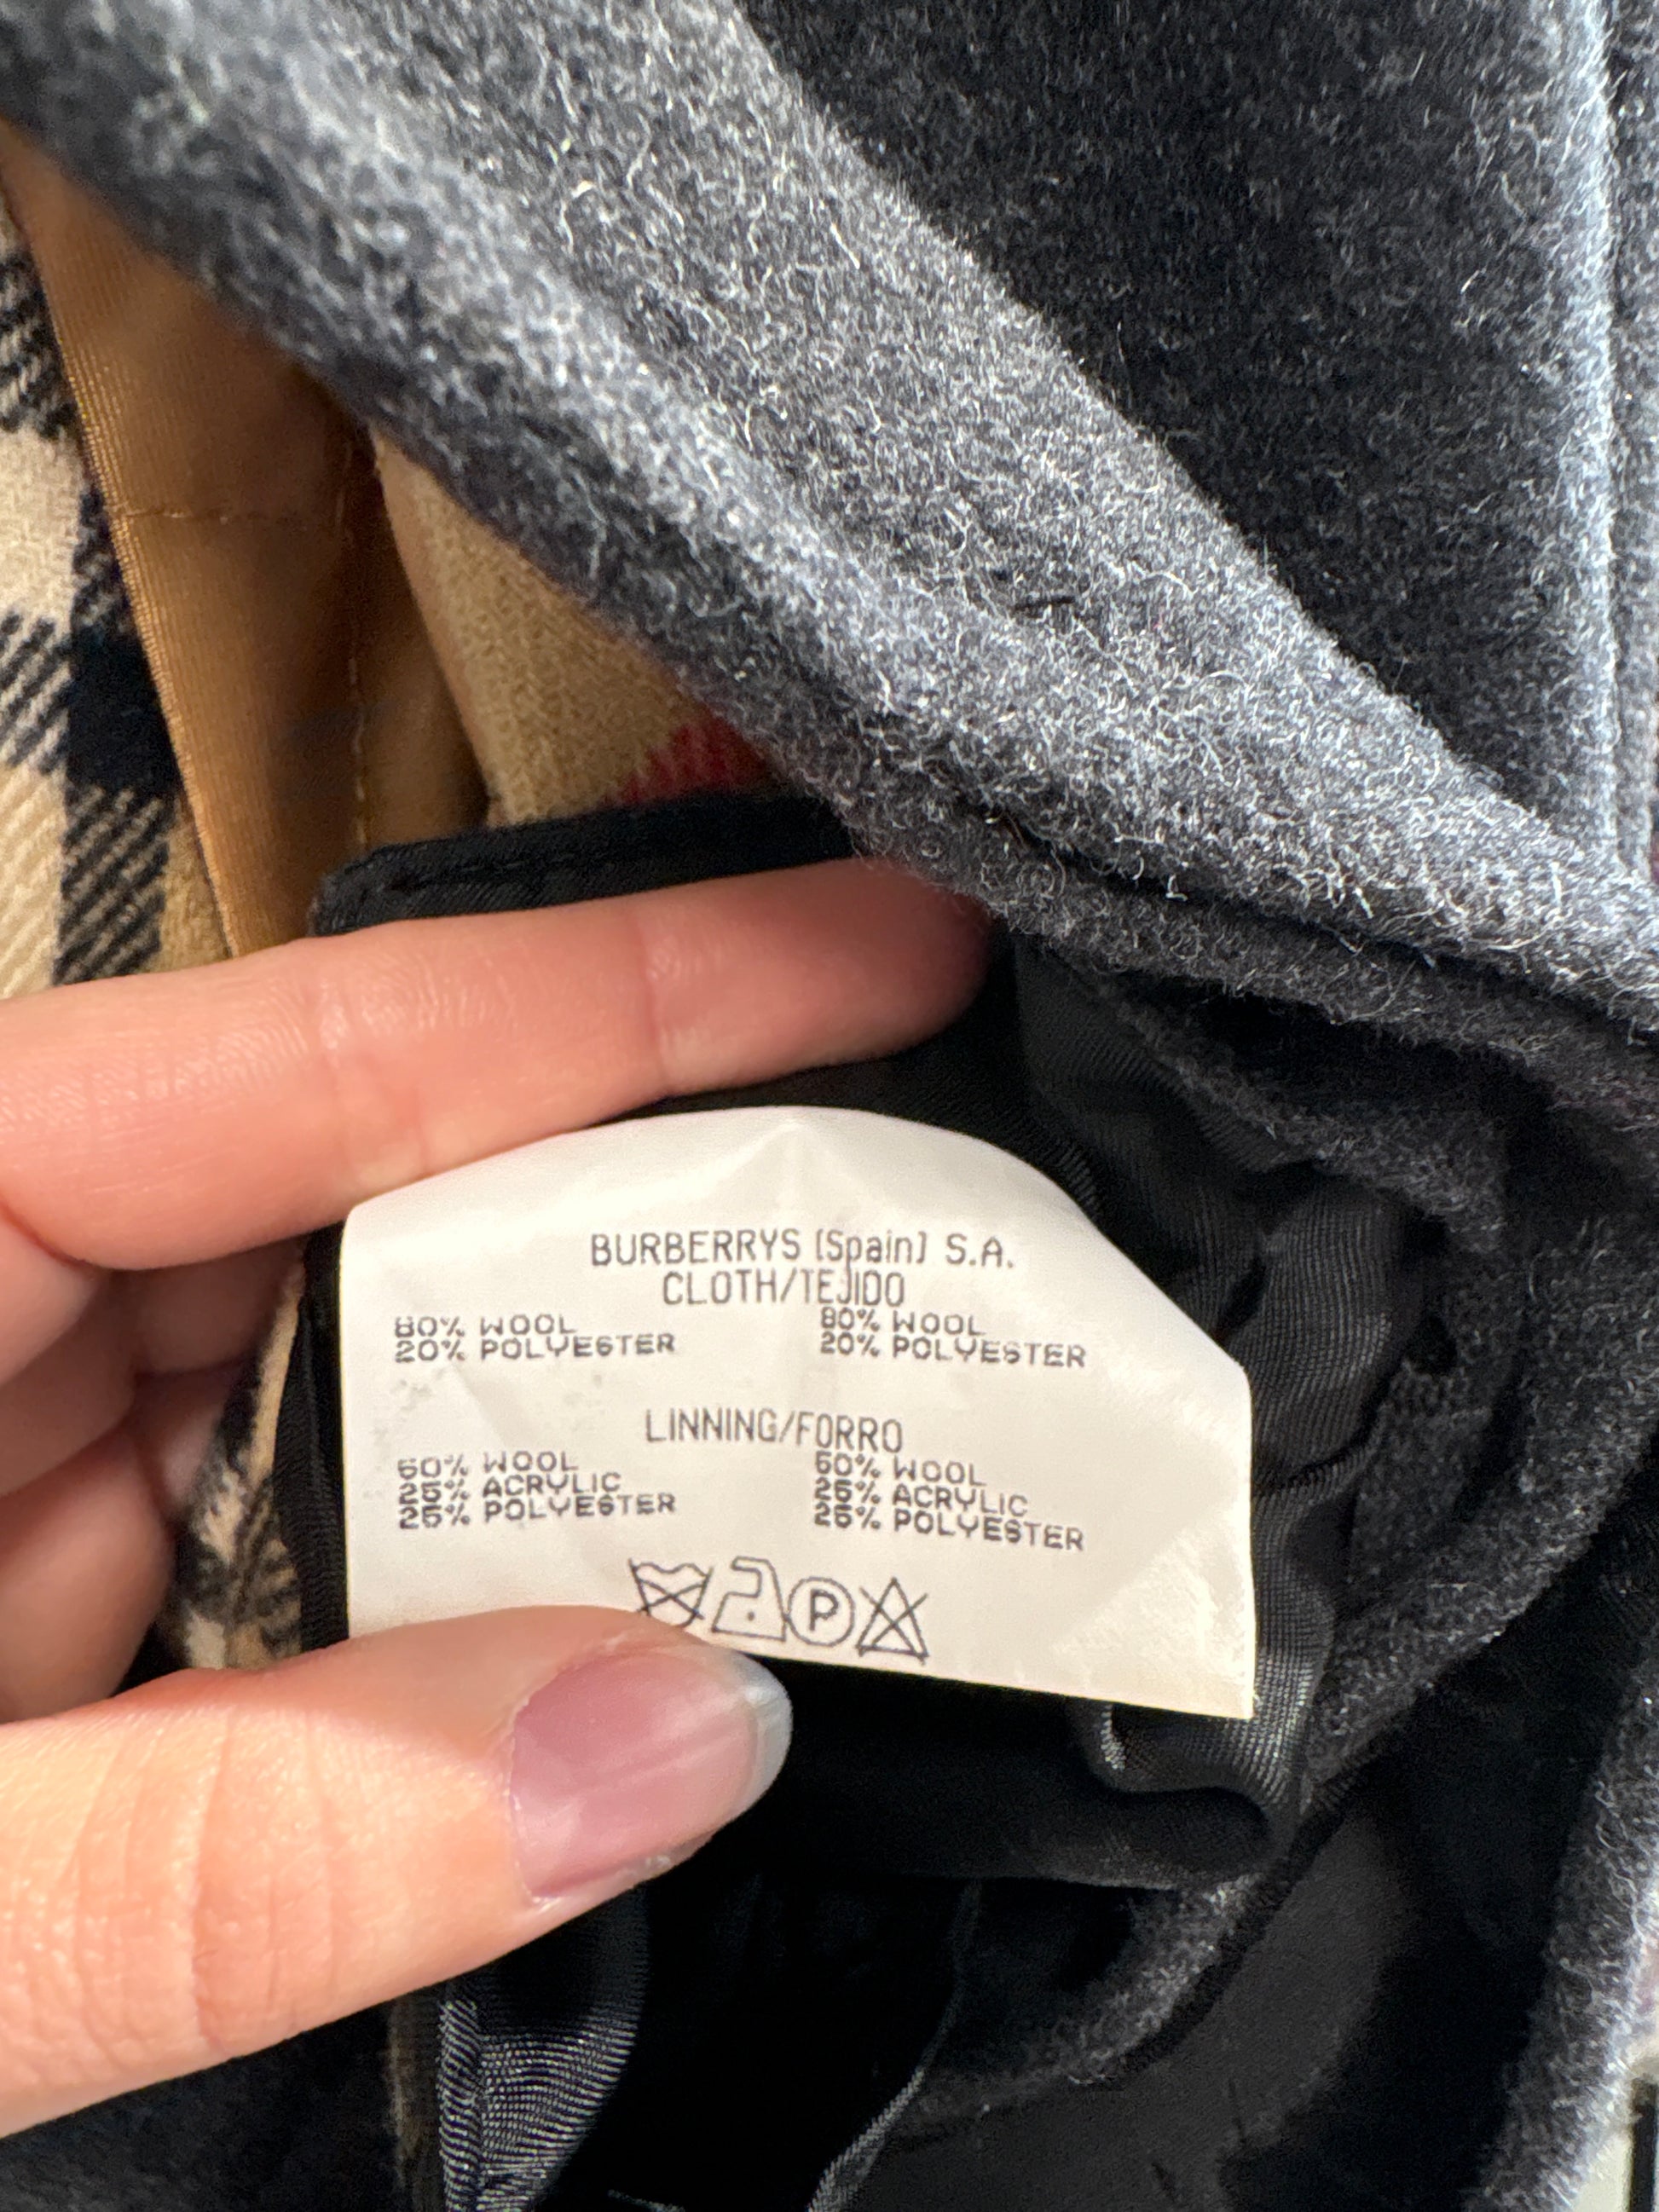 BURBERRYS (Spain) S.A.
CLOTH/TEJIDO
80% WOOL 80% WOOL
20% POLYESTER 20% POLYESTER
LINNING/FORRO
50% WOOL 50% WOOL
25% ACRYLIC 25% ACRYLIC
25% POLYESTER 25% POLYESTER
P